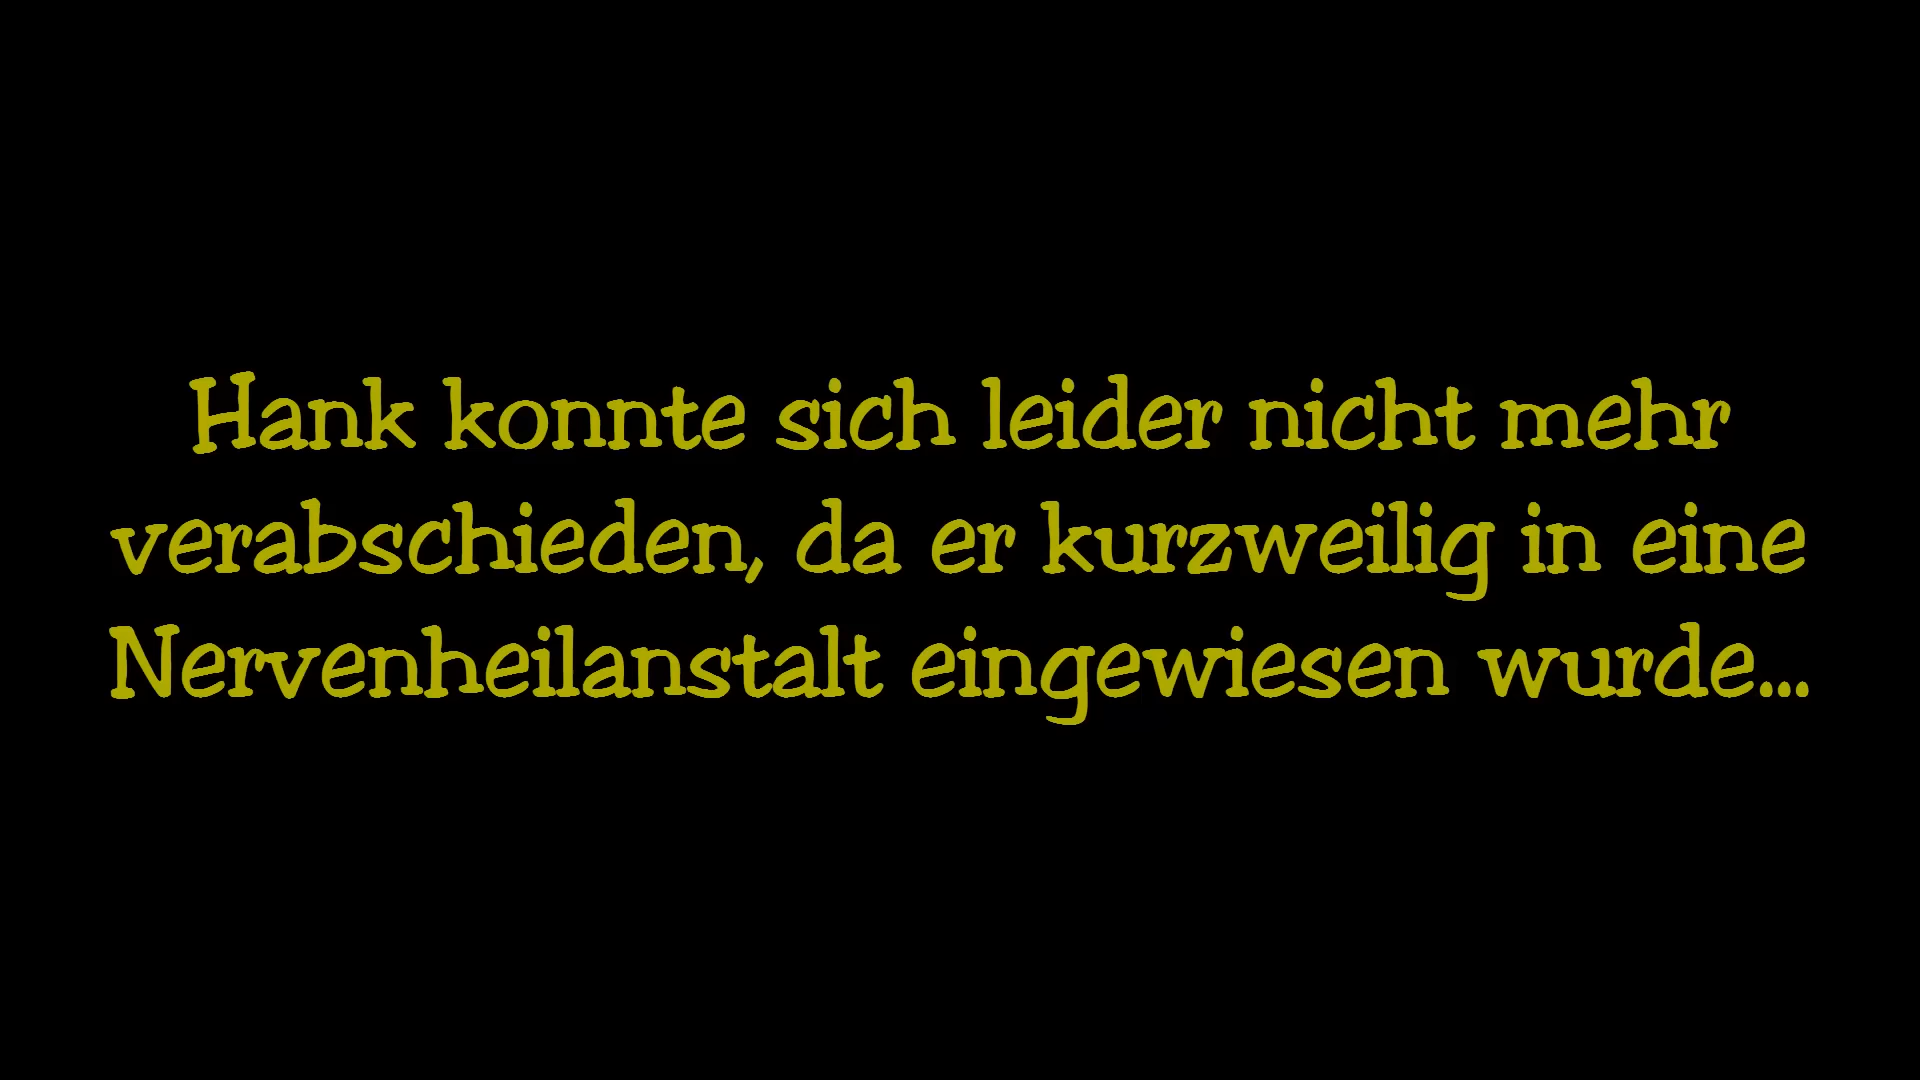 Hank konnte sich leider nicht mehr
verabschieden, da er kurzweilig in eine
Nervenheilanstalt eingewiesen wurde...